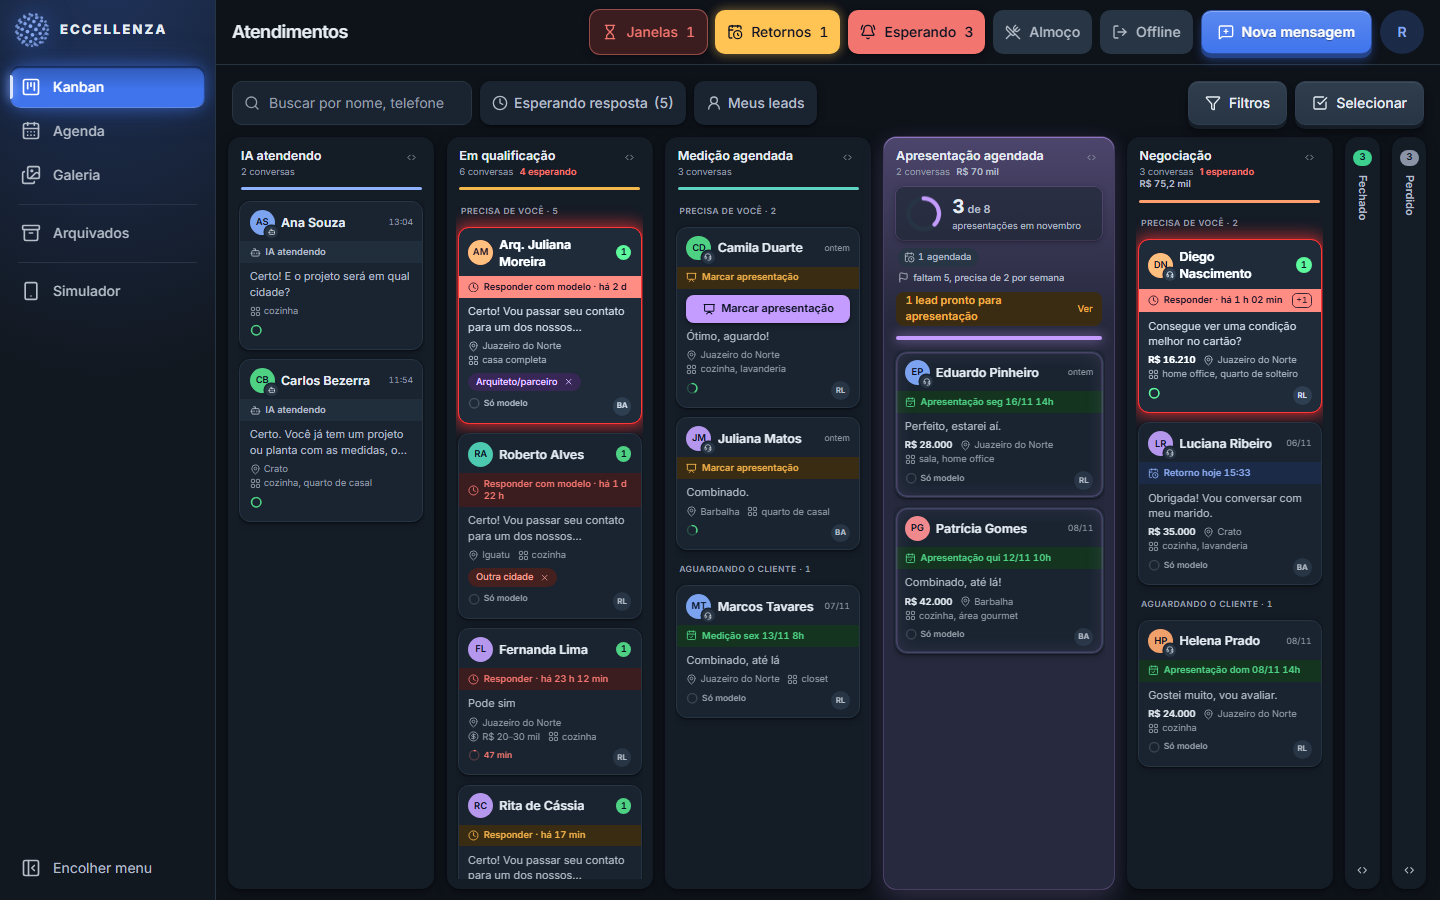 ECCELLENZA
Kanban
Agenda
Galeria
Arquivados
Simulador
Encolher menu
Atendimentos
Janelas 1
Retornos 1
Esperando 3
Almoço
Offline
Nova mensagem
R
Buscar por nome, telefone
Esperando resposta (5)
Meus leads
Filtros
Selecionar
IA atendendo
2 conversas
AS
Ana Souza
13:04
IA atendendo
Certo! E o projeto será em qual
cidade?
cozinha
CB
Carlos Bezerra
11:54
IA atendendo
Certo. Você já tem um projeto
ou planta com as medidas, o...
Crato
cozinha, quarto de casal
Em qualificação
6 conversas 4 esperando
PRECISA DE VOCÊ · 5
AM
Arq. Juliana
Moreira
1
Responder com modelo · há 2 d
Certo! Vou passar seu contato
para um dos nossos...
Juazeiro do Norte
casa completa
Arquiteto/parceiro ×
Só modelo
BA
RA
Roberto Alves
1
Responder com modelo · há 1 d
22 h
Certo! Vou passar seu contato
para um dos nossos...
Iguatu cozinha
Outra cidade ×
Só modelo
RL
FL
Fernanda Lima
1
Responder · há 23 h 12 min
Pode sim
Juazeiro do Norte
R$ 20–30 mil cozinha
47 min
RL
RC
Rita de Cássia
1
Responder · há 17 min
Certo! Vou passar seu contato
para um dos nossos...
Medição agendada
3 conversas
PRECISA DE VOCÊ · 2
CD
Camila Duarte
ontem
Marcar apresentação
Marcar apresentação
Ótimo, aguardo!
Juazeiro do Norte
cozinha, lavanderia
RL
JM
Juliana Matos
ontem
Marcar apresentação
Combinado.
Barbalha quarto de casal
BA
AGUARDANDO O CLIENTE · 1
MT
Marcos Tavares
07/11
Medição sex 13/11 8h
Combinado, até lá
Juazeiro do Norte closet
Só modelo
RL
Apresentação agendada
2 conversas R$ 70 mil
3 de 8
apresentações em novembro
1 agendada
faltam 5, precisa de 2 por semana
1 lead pronto para
apresentação
Ver
EP
Eduardo Pinheiro
ontem
Apresentação seg 16/11 14h
Perfeito, estarei aí.
R$ 28.000 Juazeiro do Norte
sala, home office
Só modelo
RL
PG
Patrícia Gomes
08/11
Apresentação qui 12/11 10h
Combinado, até lá!
R$ 42.000 Barbalha
cozinha, área gourmet
Só modelo
BA
Negociação
3 conversas 1 esperando
R$ 75,2 mil
PRECISA DE VOCÊ · 2
DN
Diego
Nascimento
1
Responder · há 1 h 02 min
+1
Consegue ver uma condição
melhor no cartão?
R$ 16.210 Juazeiro do Norte
home office, quarto de solteiro
RL
LR
Luciana Ribeiro
06/11
Retorno hoje 15:33
Obrigada! Vou conversar com
meu marido.
R$ 35.000 Crato
cozinha, lavanderia
Só modelo
BA
AGUARDANDO O CLIENTE · 1
HP
Helena Prado
08/11
Apresentação dom 08/11 14h
Gostei muito, vou avaliar.
R$ 24.000 Juazeiro do Norte
cozinha
Só modelo
RL
3
Fechado
3
Perdido